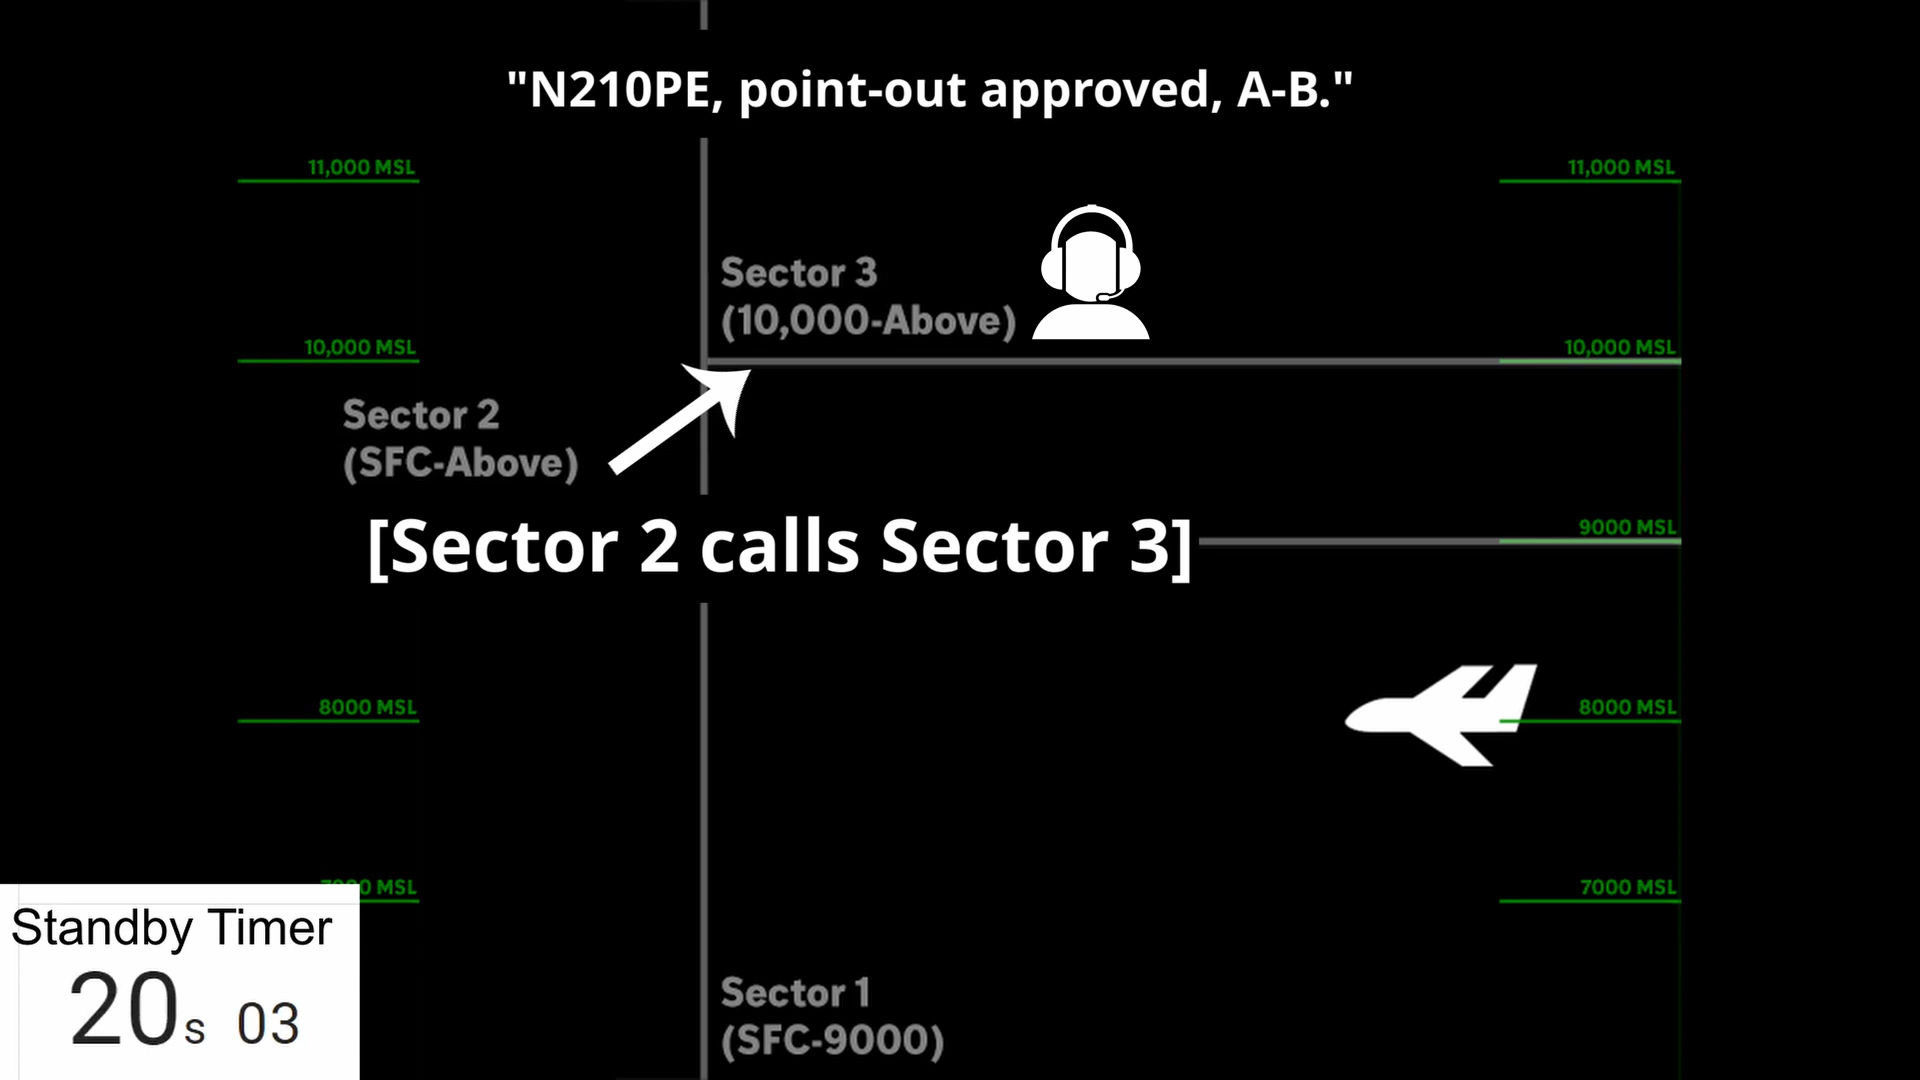 "N210PE, point-out approved, A-B."
11,000 MSL
11,000 MSL
Sector 3
(10,000-Above)
10,000 MSL
10,000 MSL
Sector 2
(SFC-Above)
[Sector 2 calls Sector 3]
9000 MSL
8000 MSL
8000 MSL
7000 MSL
7000 MSL
Standby Timer
20s 03
Sector 1
(SFC-9000)